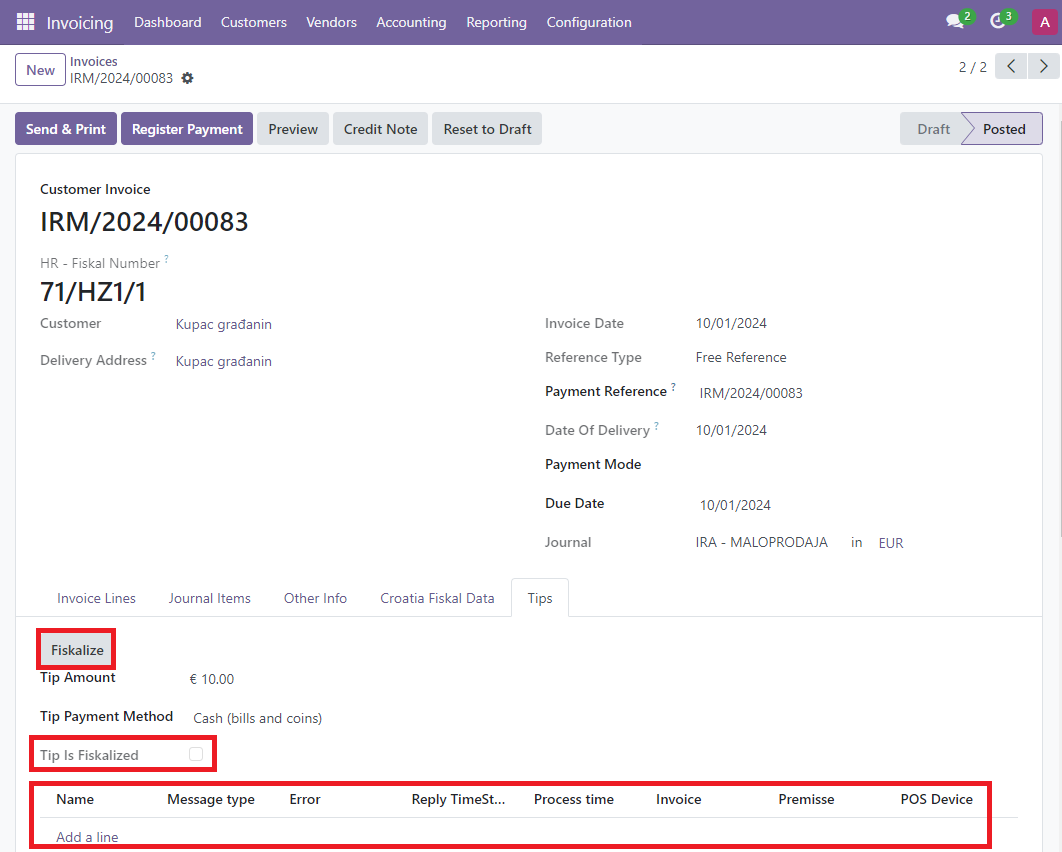 Invoicing Dashboard Customers Vendors Accounting Reporting Configuration 2 3 A
New Invoices
IRM/2024/00083 2 / 2
Send & Print Register Payment Preview Credit Note Reset to Draft Draft Posted
Customer Invoice
IRM/2024/00083
HR - Fiskal Number ?
71/HZ1/1
Customer Kupac građanin Invoice Date 10/01/2024
Delivery Address ? Kupac građanin Reference Type Free Reference
Payment Reference ? IRM/2024/00083
Date Of Delivery ? 10/01/2024
Payment Mode
Due Date 10/01/2024
Journal IRA - MALOPRODAJA in EUR
Invoice Lines Journal Items Other Info Croatia Fiskal Data Tips
Fiskalize
Tip Amount € 10.00
Tip Payment Method Cash (bills and coins)
Tip Is Fiskalized
Name Message type Error Reply TimeSt... Process time Invoice Premisse POS Device
Add a line